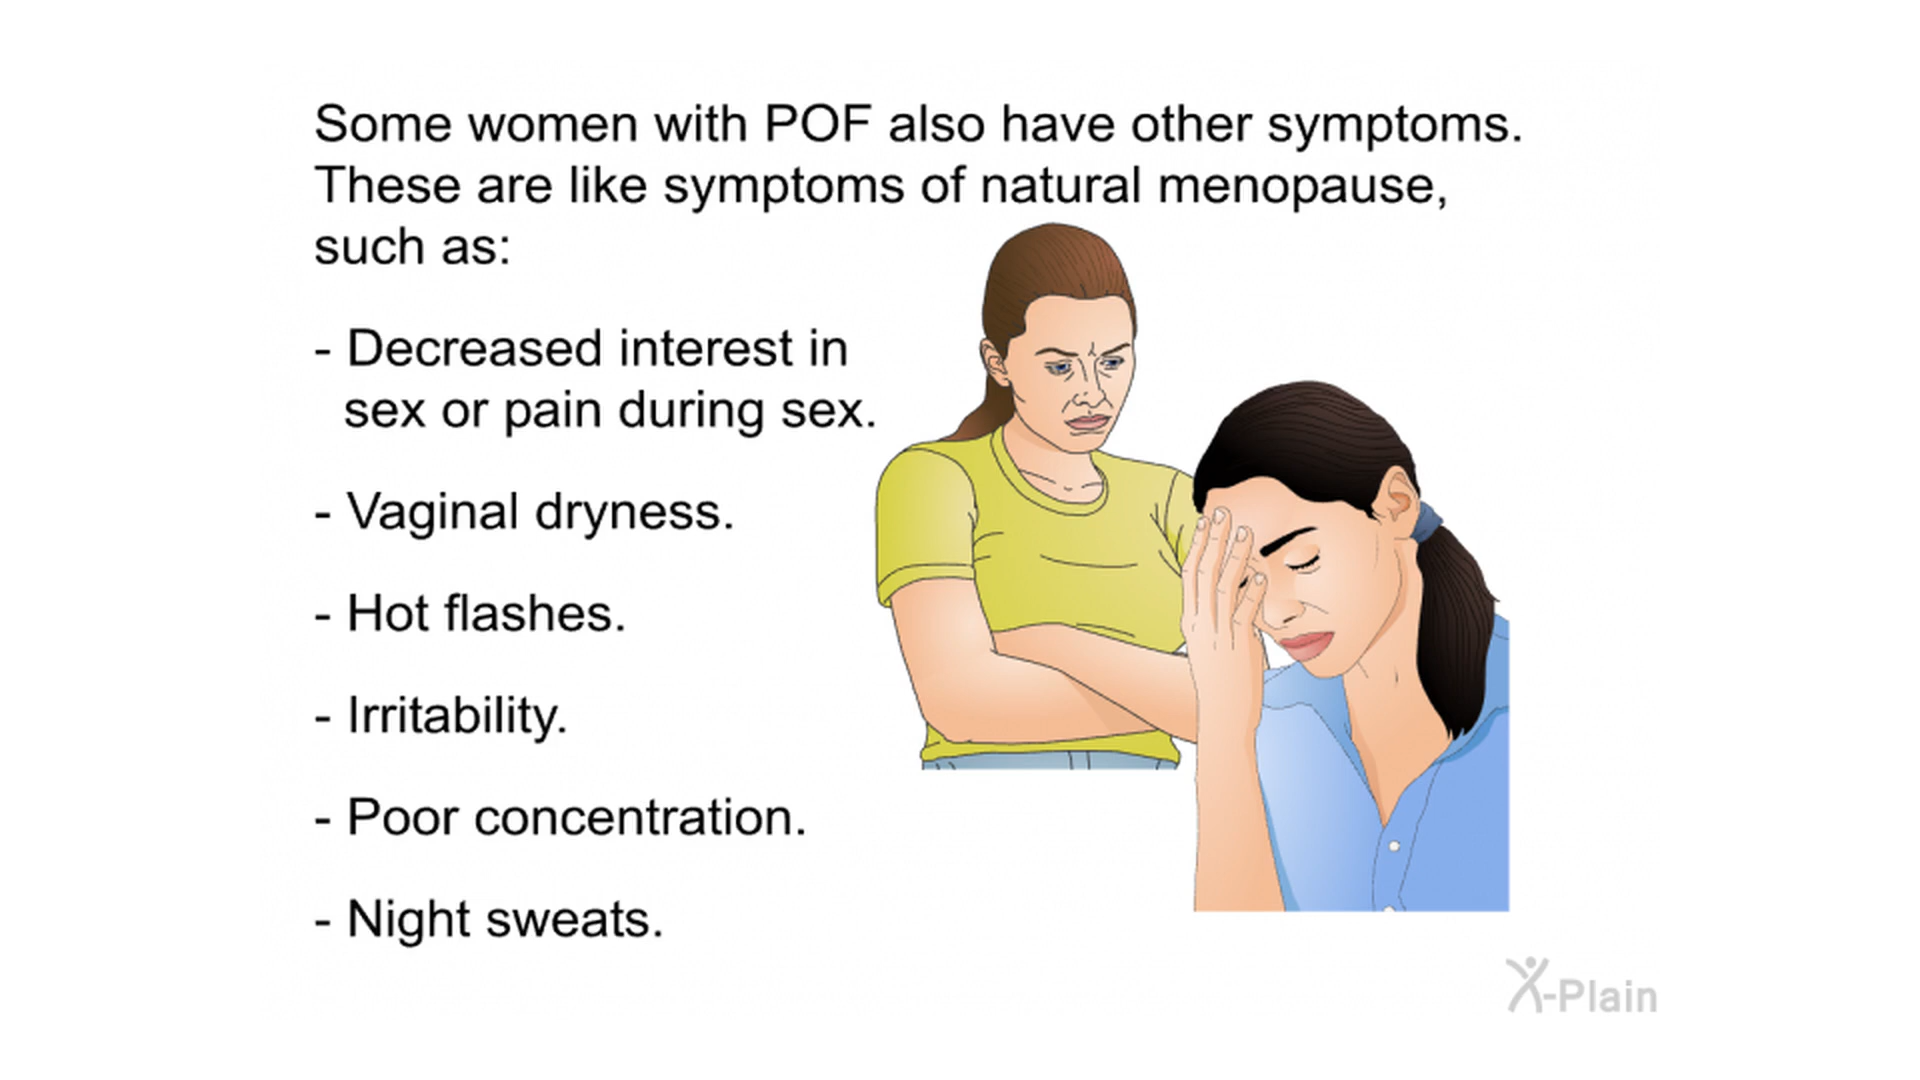 Some women with POF also have other symptoms.
These are like symptoms of natural menopause,
such as:
- Decreased interest in
sex or pain during sex.
- Vaginal dryness.
- Hot flashes.
- Irritability.
- Poor concentration.
- Night sweats.
X-Plain